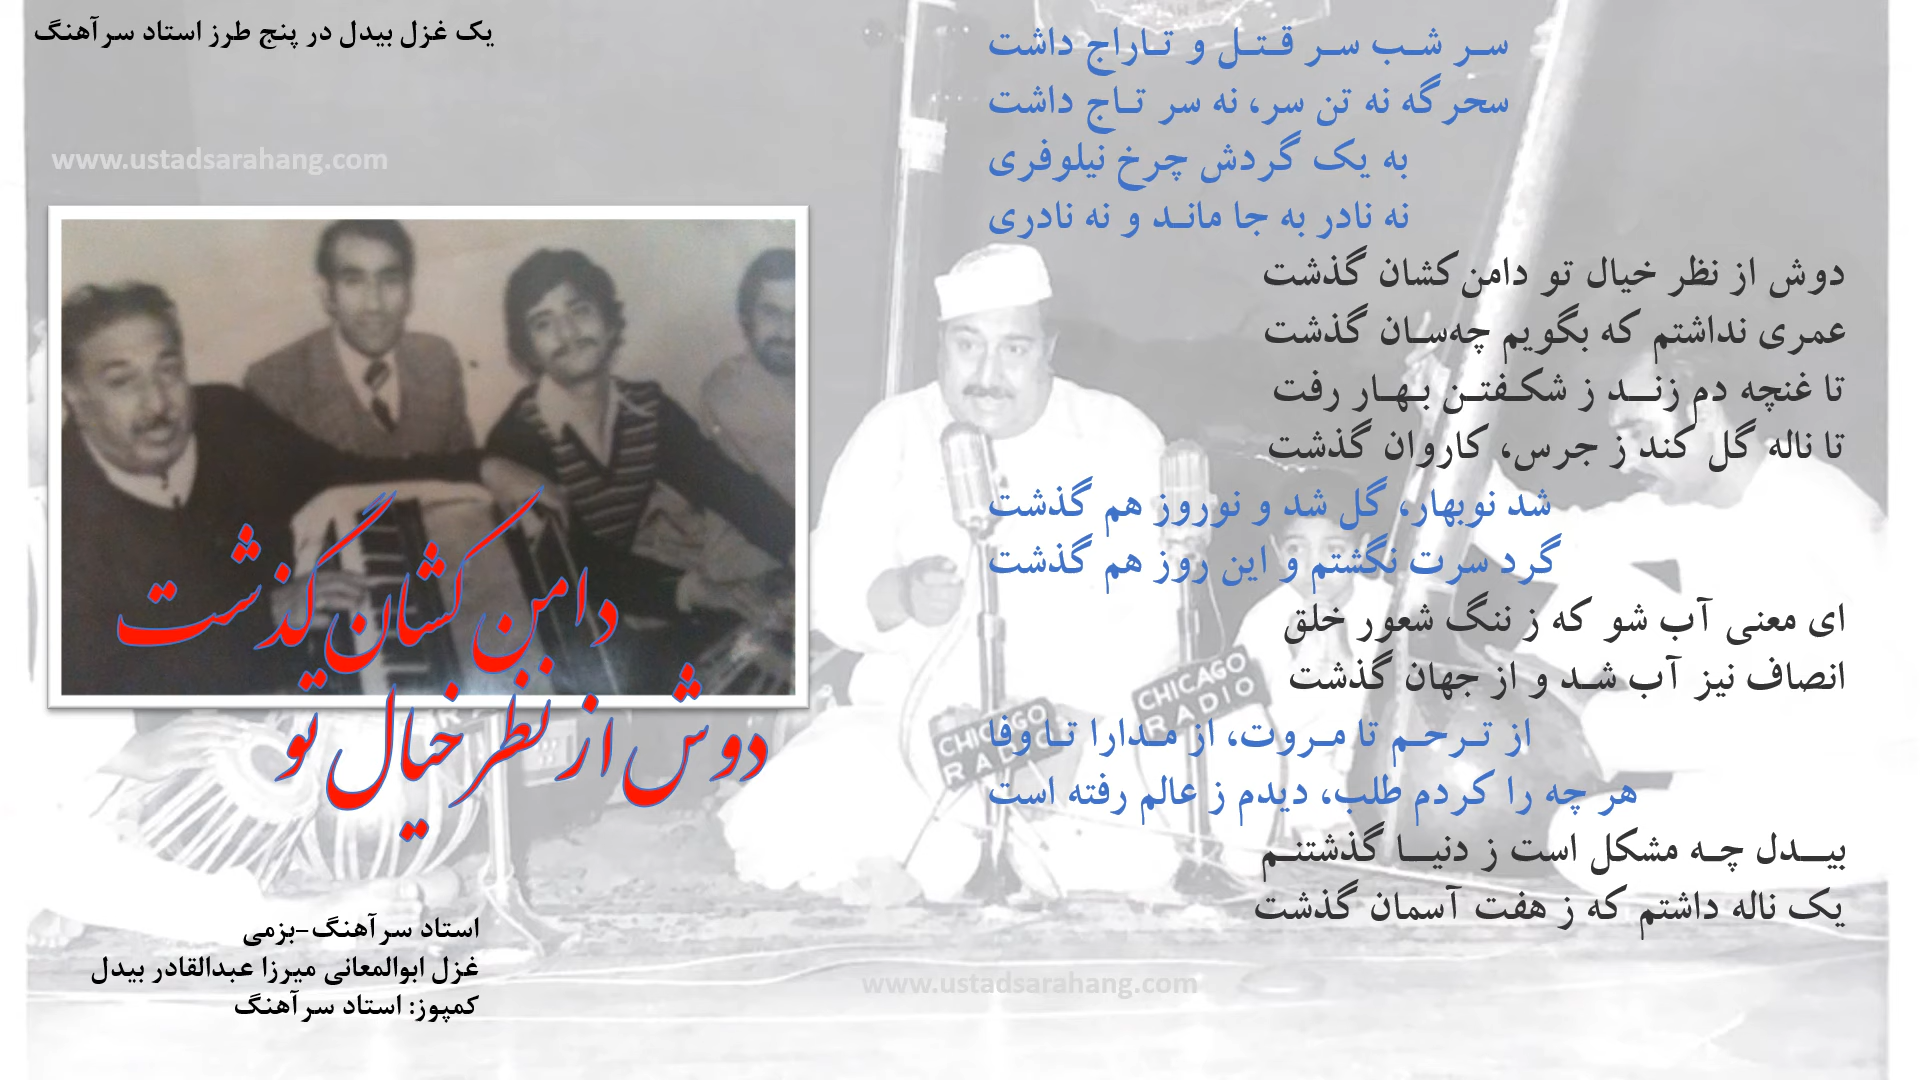 یک غزل بیدل در پنج طرز استاد سرآهنگ
www.ustadsarahang.com
سر شب سر قتل و تاراج داشت
سحرگه نه تن سر، نه سر تاج داشت
به یک گردش چرخ نیلوفری
نه نادر به جا ماند و نه نادری
دوش از نظر خیال تو دامن‌کشان گذشت
عمری نداشتم که بگویم چه‌سان گذشت
تا غنچه دم زند ز شکفتن بهار رفت
تا ناله گل کند ز جرس، کاروان گذشت
شد نوبهار، گل شد و نوروز هم گذشت
گرد سرت نگشتم و این روز هم گذشت
ای معنی آب شو که ز ننگ شعور خلق
انصاف نیز آب شد و از جهان گذشت
از ترحم تا مروت، از مدارا تا وفا
هر چه را کردم طلب، دیدم ز عالم رفته است
بیدل چه مشکل است ز دنیا گذشتنم
یک ناله داشتم که ز هفت آسمان گذشت
دامن کشان گذشت
دوش از نظر خیال تو
CHICAGO
RADIO
CHICAGO
RADIO
استاد سرآهنگ-بزمی
غزل ابوالمعانی میرزا عبدالقادر بیدل
کمپوز: استاد سرآهنگ
www.ustadsarahang.com